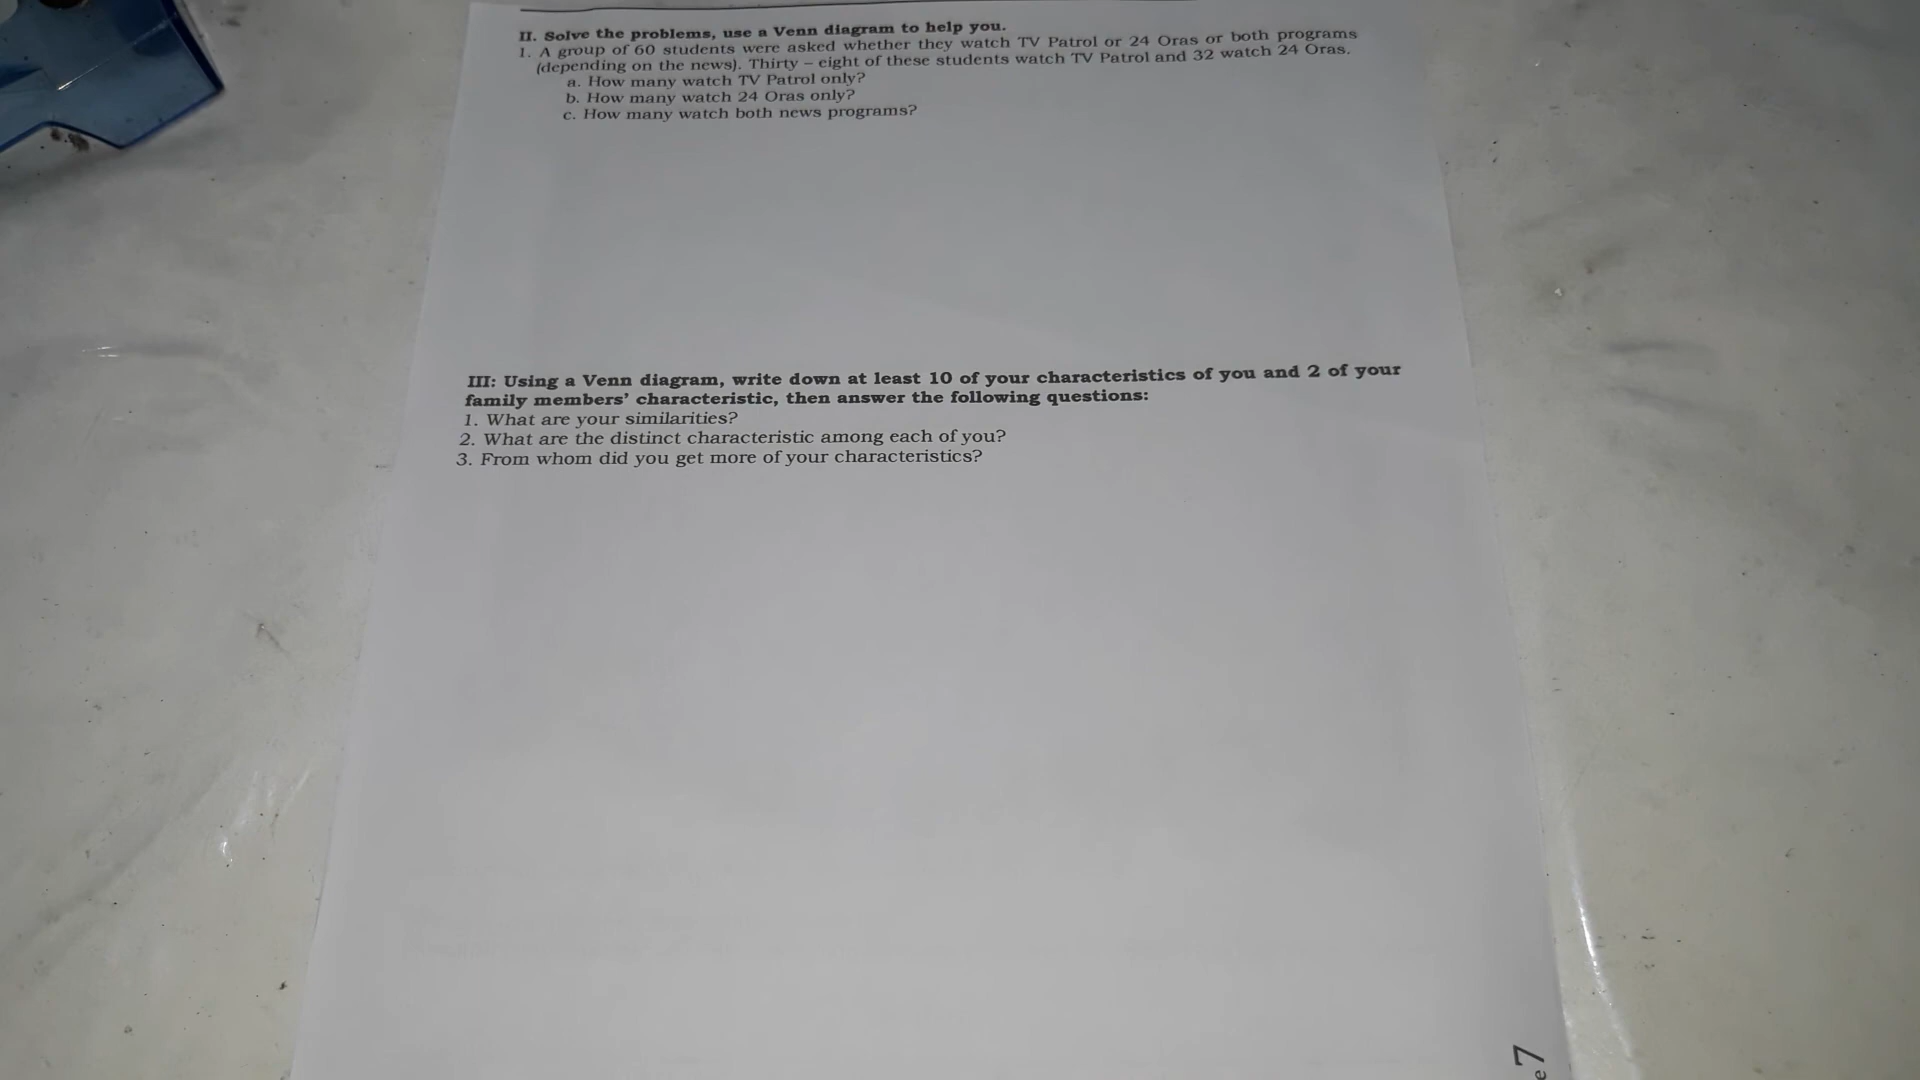 II. Solve the problems, use a Venn diagram to help you.
1. A group of 60 students were asked whether they watch TV Patrol or 24 Oras or both programs
(depending on the news). Thirty – eight of these students watch TV Patrol and 32 watch 24 Oras.
a. How many watch TV Patrol only?
b. How many watch 24 Oras only?
c. How many watch both news programs?
III: Using a Venn diagram, write down at least 10 of your characteristics of you and 2 of your
family members' characteristic, then answer the following questions:
1. What are your similarities?
2. What are the distinct characteristic among each of you?
3. From whom did you get more of your characteristics?
e7